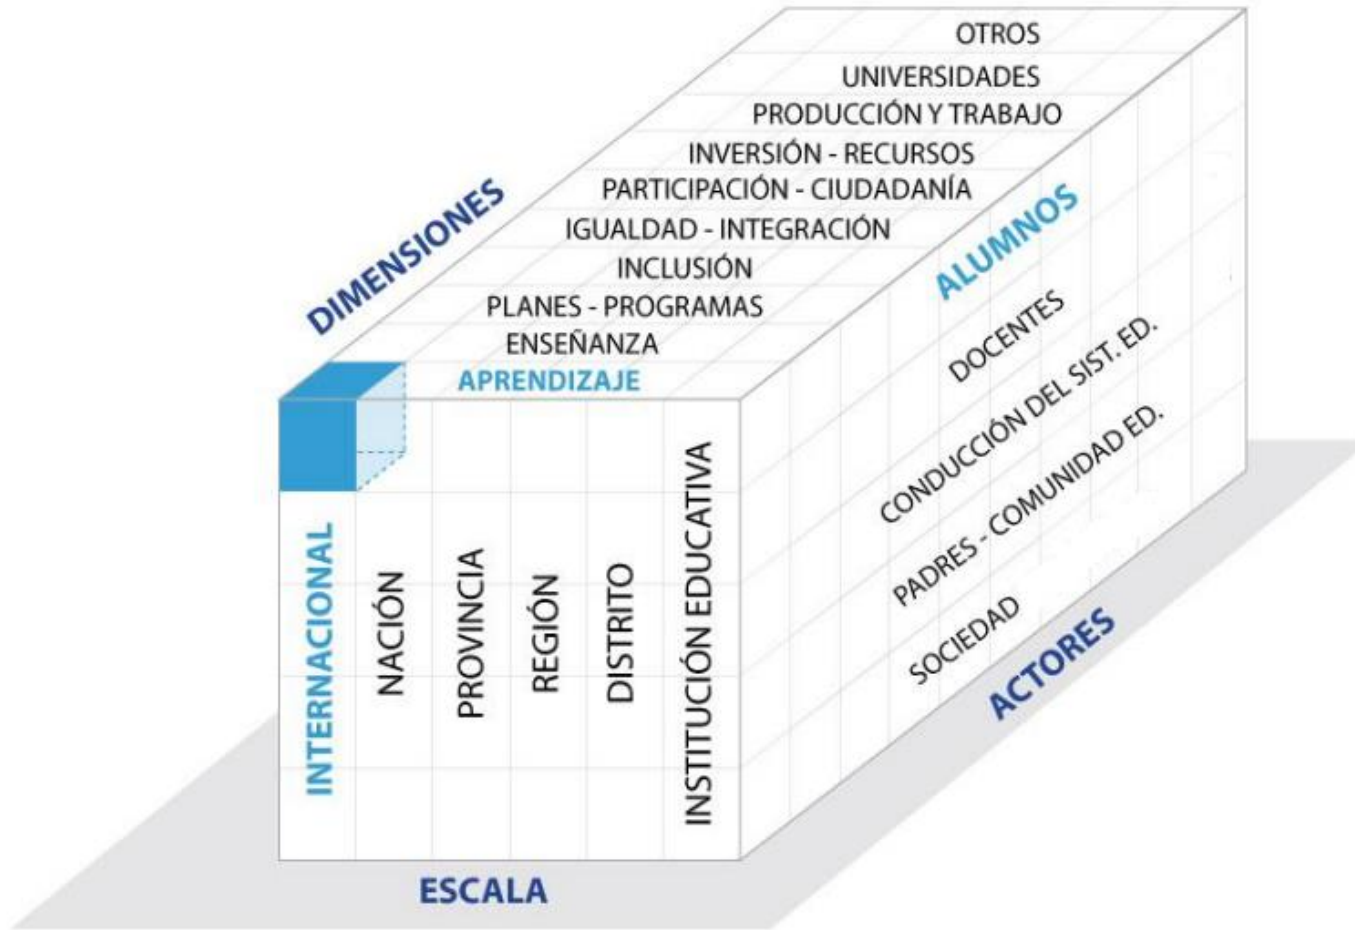 OTROS
UNIVERSIDADES
PRODUCCIÓN Y TRABAJO
INVERSIÓN - RECURSOS
PARTICIPACIÓN - CIUDADANÍA
IGUALDAD - INTEGRACIÓN
INCLUSIÓN
PLANES - PROGRAMAS
ENSEÑANZA
APRENDIZAJE
DIMENSIONES
ALUMNOS
DOCENTES
CONDUCCIÓN DEL SIST. ED.
PADRES - COMUNIDAD ED.
SOCIEDAD
ACTORES
INTERNACIONAL
NACIÓN
PROVINCIA
REGIÓN
DISTRITO
INSTITUCIÓN EDUCATIVA
ESCALA